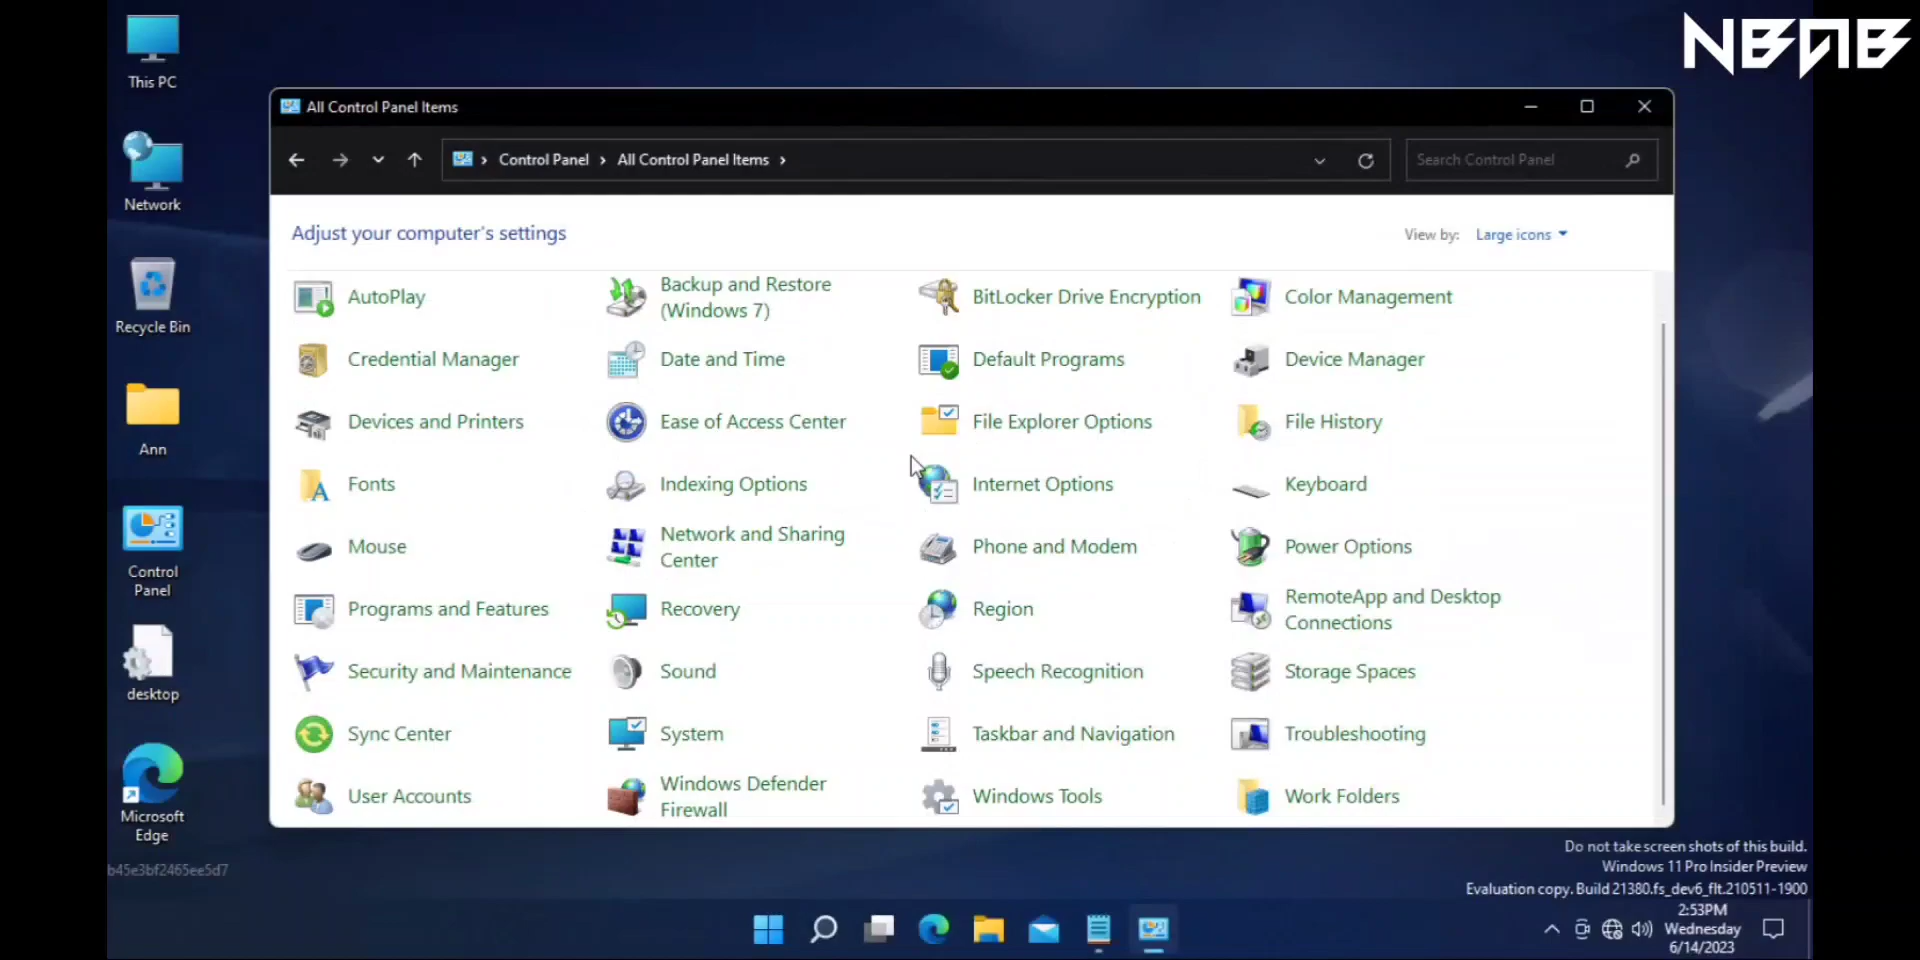 NBNB
This PC
Network
Recycle Bin
Ann
Control
Panel
desktop
Microsoft
Edge
b45e3bf2465ee5d7
All Control Panel Items
Control Panel
All Control Panel Items
Search Control Panel
Adjust your computer's settings
View by:
Large icons
AutoPlay
Backup and Restore
(Windows 7)
BitLocker Drive Encryption
Color Management
Credential Manager
Date and Time
Default Programs
Device Manager
Devices and Printers
Ease of Access Center
File Explorer Options
File History
Fonts
Indexing Options
Internet Options
Keyboard
Mouse
Network and Sharing
Center
Phone and Modem
Power Options
Programs and Features
Recovery
Region
RemoteApp and Desktop
Connections
Security and Maintenance
Sound
Speech Recognition
Storage Spaces
Sync Center
System
Taskbar and Navigation
Troubleshooting
User Accounts
Windows Defender
Firewall
Windows Tools
Work Folders
Do not take screen shots of this build.
Windows 11 Pro Insider Preview
Evaluation copy. Build 21380.fs_dev6_flt.210511-1900
2:53PM
Wednesday
6/14/2023